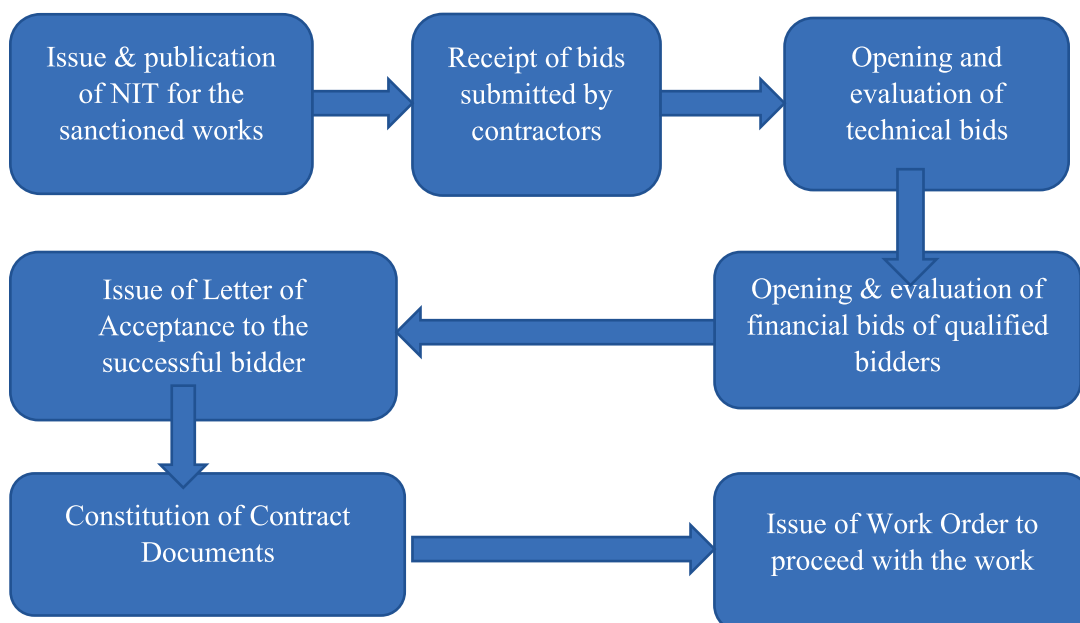 Issue & publication
of NIT for the
sanctioned works
Receipt of bids
submitted by
contractors
Opening and
evaluation of
technical bids
Opening & evaluation of
financial bids of qualified
bidders
Issue of Letter of
Acceptance to the
successful bidder
Constitution of Contract
Documents
Issue of Work Order to
proceed with the work